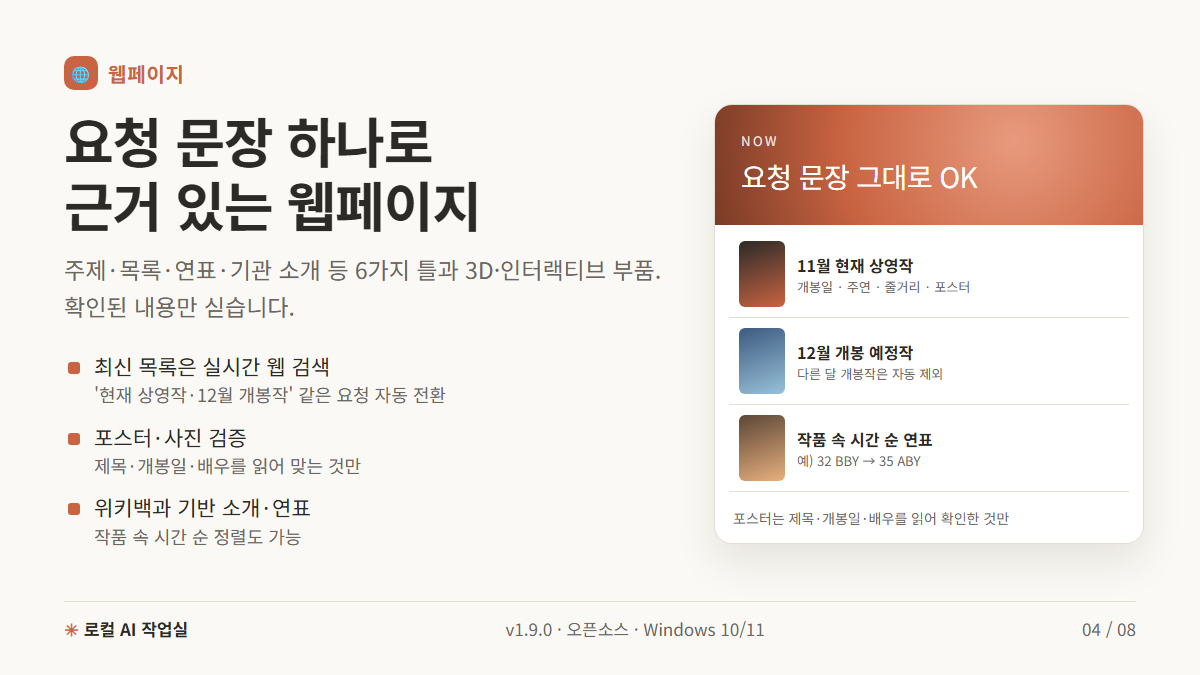 웹페이지
요청 문장 하나로
근거 있는 웹페이지
주제·목록·연표·기관 소개 등 6가지 틀과 3D·인터랙티브 부품.
확인된 내용만 싣습니다.
최신 목록은 실시간 웹 검색
'현재 상영작·12월 개봉작' 같은 요청 자동 전환
포스터·사진 검증
제목·개봉일·배우를 읽어 맞는 것만
위키백과 기반 소개·연표
작품 속 시간 순 정렬도 가능
NOW
요청 문장 그대로 OK
11월 현재 상영작
개봉일 · 주연 · 줄거리 · 포스터
12월 개봉 예정작
다른 달 개봉작은 자동 제외
작품 속 시간 순 연표
예) 32 BBY → 35 ABY
포스터는 제목·개봉일·배우를 읽어 확인한 것만
✳ 로컬 AI 작업실
v1.9.0 · 오픈소스 · Windows 10/11
04 / 08